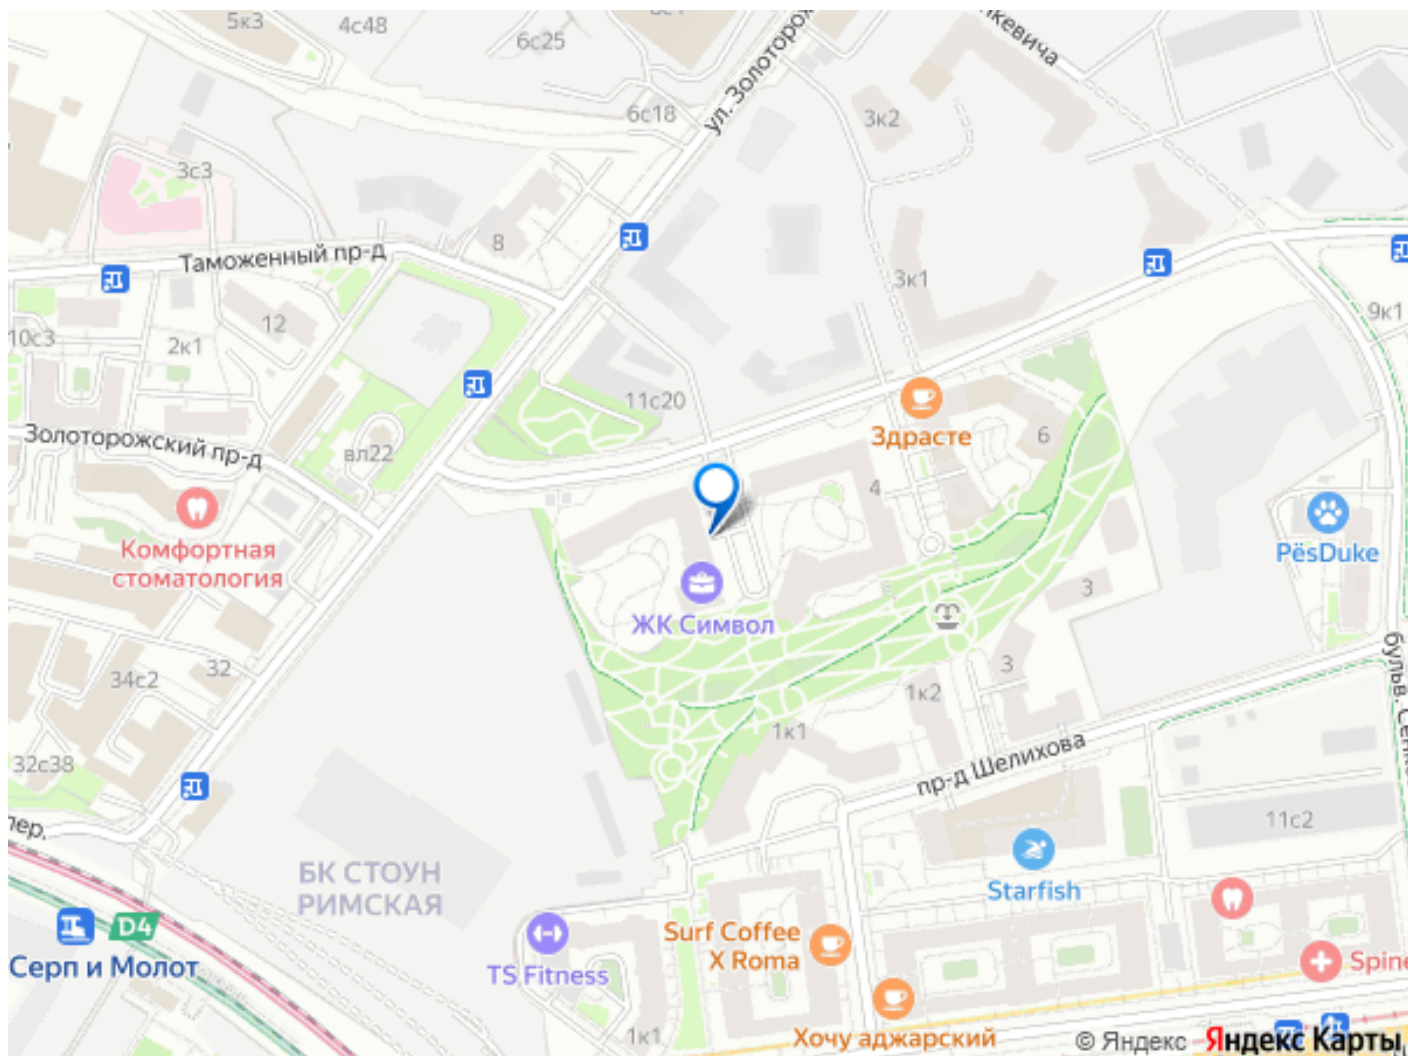 5к3
4с48
6с25
ул. Золоторож
6с18
3к2
3с3
Таможенный пр-д
8
3к1
12
10с3
2к1
9к1
11с20
Здрасте
6
Золоторожский пр-д
вл22
4
Комфортная
стоматология
PёsDuke
ЖК Символ
3
32
34с2
3
1к2
1к1
бульв. Сенк
пр-д Шелихова
32с38
пер.
11с2
БК СТОУН
РИМСКАЯ
Starfish
D4
Серп и Молот
TS Fitness
Surf Coffee
X Roma
Spine
1к1
Хочу аджарский
© Яндекс
Яндекс Карты